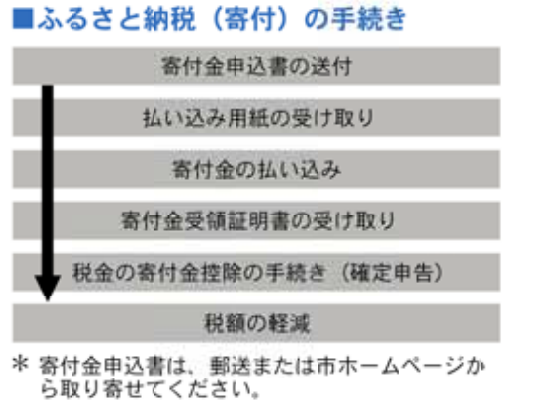 ■ふるさと納税（寄付）の手続き
寄付金申込書の送付
払い込み用紙の受け取り
寄付金の払い込み
寄付金受領証明書の受け取り
税金の寄付金控除の手続き（確定申告）
税額の軽減
＊ 寄付金申込書は、郵送または市ホームページか
ら取り寄せてください。